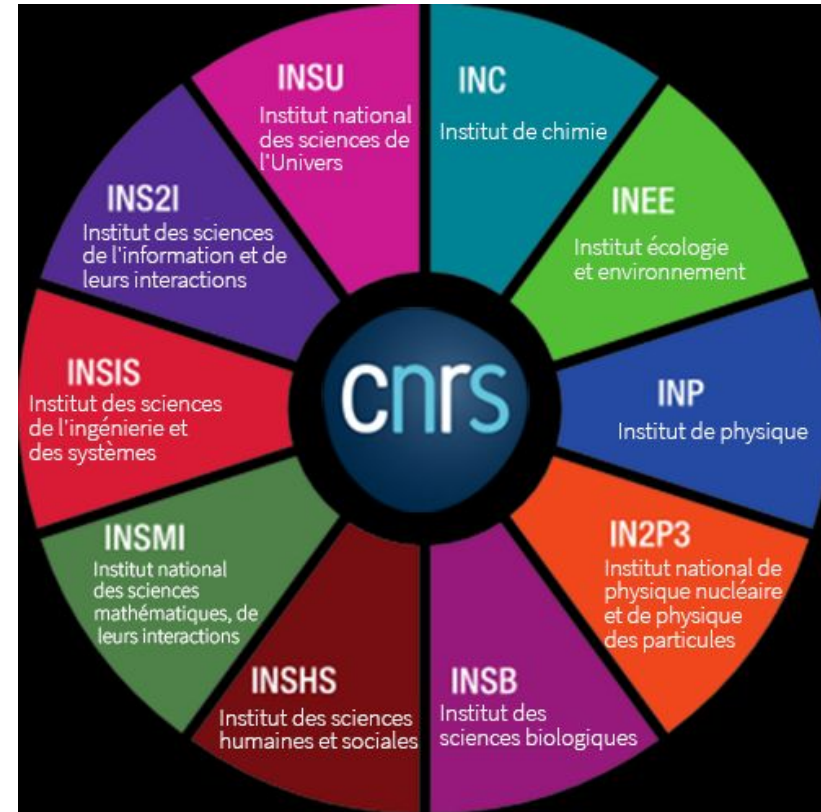 INSU
Institut national
des sciences de
l'Univers
INC
Institut de chimie
INEE
Institut écologie
et environnement
INP
Institut de physique
IN2P3
Institut national de
physique nucléaire
et de physique
des particules
INSB
Institut des
sciences biologiques
INSHS
Institut des sciences
humaines et sociales
INSMI
Institut national
des sciences
mathématiques, de
leurs interactions
INSIS
Institut des sciences
de l'ingénierie et
des systèmes
INS2I
Institut des sciences
de l'information et de
leurs interactions
cnrs